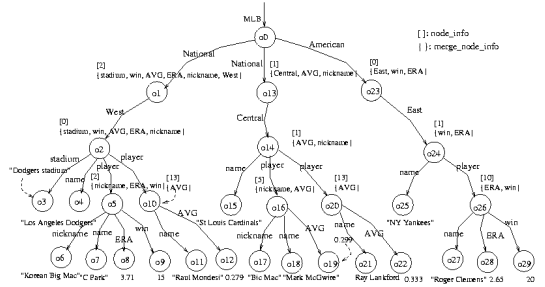 MLB
o0
[ ]: node_info
{ }: merge_node_info
National
National
American
[2]
{stadium, win, AVG, ERA, nickname, West}
[1]
{Central, AVG, nickname}
[0]
{East, win, ERA}
o1
o13
o23
West
Central
East
[0]
{stadium, win, AVG, ERA, nickname}
[1]
{AVG, nickname}
[1]
{win, ERA}
o2
o14
o24
stadium
name
player
player
name
player
player
name
player
"Dodgers stadium"
[2]
{nickname, ERA, win}
[13]
{AVG}
[5]
{nickname, AVG}
[13]
{AVG}
[10]
{ERA, win}
o3
o4
o5
o10
o15
o16
o20
o25
o26
"Los Angeles Dodgers"
"St Louis Cardinals"
"NY Yankees"
nickname
name
ERA
win
name
AVG
nickname
name
AVG
0.299
name
AVG
name
ERA
win
o6
o7
o8
o9
o11
o12
o17
o18
o19
o21
o22
o27
o28
o29
"Korean Big Mac"
"C Park"
3.71
15
"Raul Mondesi"
0.279
"Bic Mac"
"Mark McGwire"
Ray Lankford
0.333
"Roger Clemens"
2.65
20